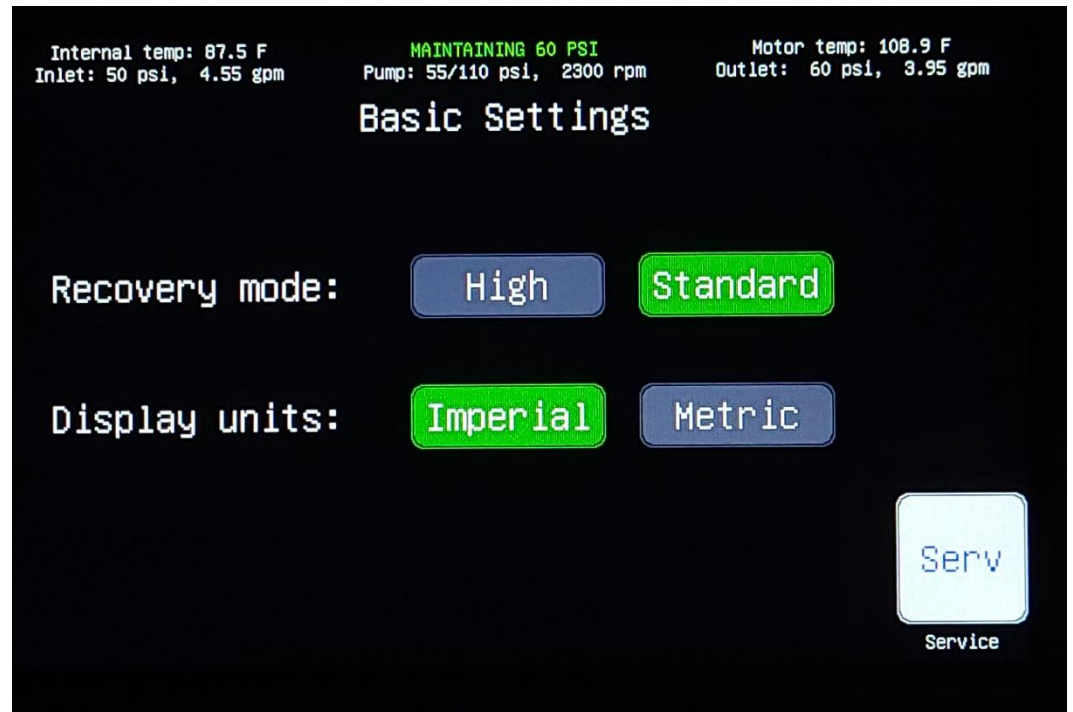 Internal temp: 87.5 F
MAINTAINING 60 PSI
Motor temp: 108.9 F
Inlet: 50 psi, 4.55 gpm
Pump: 55/110 psi, 2300 rpm
Outlet: 60 psi, 3.95 gpm
Basic Settings
Recovery mode:
High
Standard
Display units:
Imperial
Metric
Serv
Service